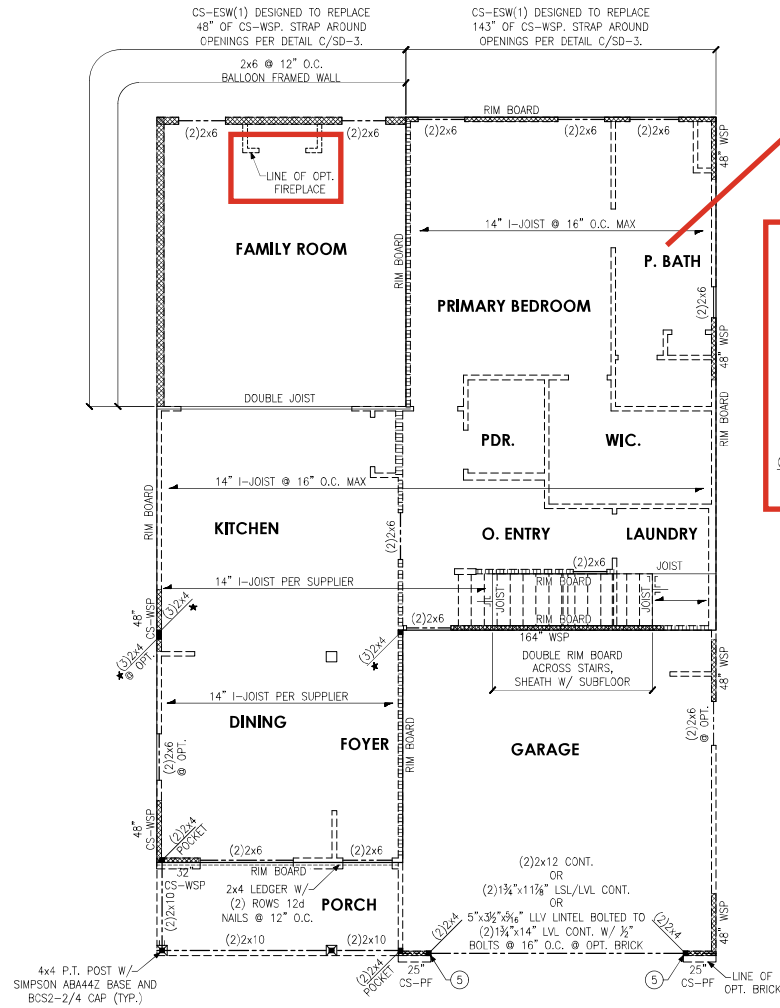 CS-ESW(1) DESIGNED TO REPLACE
48" OF CS-WSP. STRAP AROUND
OPENINGS PER DETAIL C/SD-3.
CS-ESW(1) DESIGNED TO REPLACE
143" OF CS-WSP. STRAP AROUND
OPENINGS PER DETAIL C/SD-3.
2x6 @ 12" O.C.
BALLOON FRAMED WALL
RIM BOARD
(2)2x6
(2)2x6
(2)2x6
(2)2x6
(2)2x6
48" WSP
LINE OF OPT.
FIREPLACE
14" I-JOIST @ 16" O.C. MAX
FAMILY ROOM
RIM BOARD
P. BATH
PRIMARY BEDROOM
(2)2x6
48" WSP
DOUBLE JOIST
RIM BOARD
PDR.
WIC.
14" I-JOIST @ 16" O.C. MAX
RIM BOARD
KITCHEN
(2)2x6
O. ENTRY
LAUNDRY
(2)2x6
JOIST
14" I-JOIST PER SUPPLIER
RIM BOARD
JOIST
JOIST
48"
CS-WSP
(3)2x4
★
(2)2x6
RIM BOARD
164" WSP
(3)2x4
@ OPT.
★
(3)2x4
★
DOUBLE RIM BOARD
ACROSS STAIRS,
SHEATH W/ SUBFLOOR
48" WSP
14" I-JOIST PER SUPPLIER
DINING
(2)2x6
@ OPT.
FOYER
RIM BOARD
GARAGE
(2)2x6
@ OPT.
48"
CS-WSP
(2)2x4
POCKET
(2)2x6
(2)2x6
32"
CS-WSP
RIM BOARD
2x4 LEDGER W/
(2) ROWS 12d
NAILS @ 12" O.C.
PORCH
(2)2x10
(2)2x12 CONT.
OR
(2)1¾"x11⅞" LSL/LVL CONT.
OR
5"x3½"x5⁄16" LLV LINTEL BOLTED TO
(2)1¾"x14" LVL CONT. W/ ½"
BOLTS @ 16" O.C. @ OPT. BRICK
48" WSP
(2)2x4
(2)2x4
(2)2x10
(2)2x10
(2)2x4
POCKET
4x4 P.T. POST W/
SIMPSON ABA44Z BASE AND
BCS2-2/4 CAP (TYP.)
25"
CS-PF
5
5
25"
CS-PF
LINE OF
OPT. BRICK